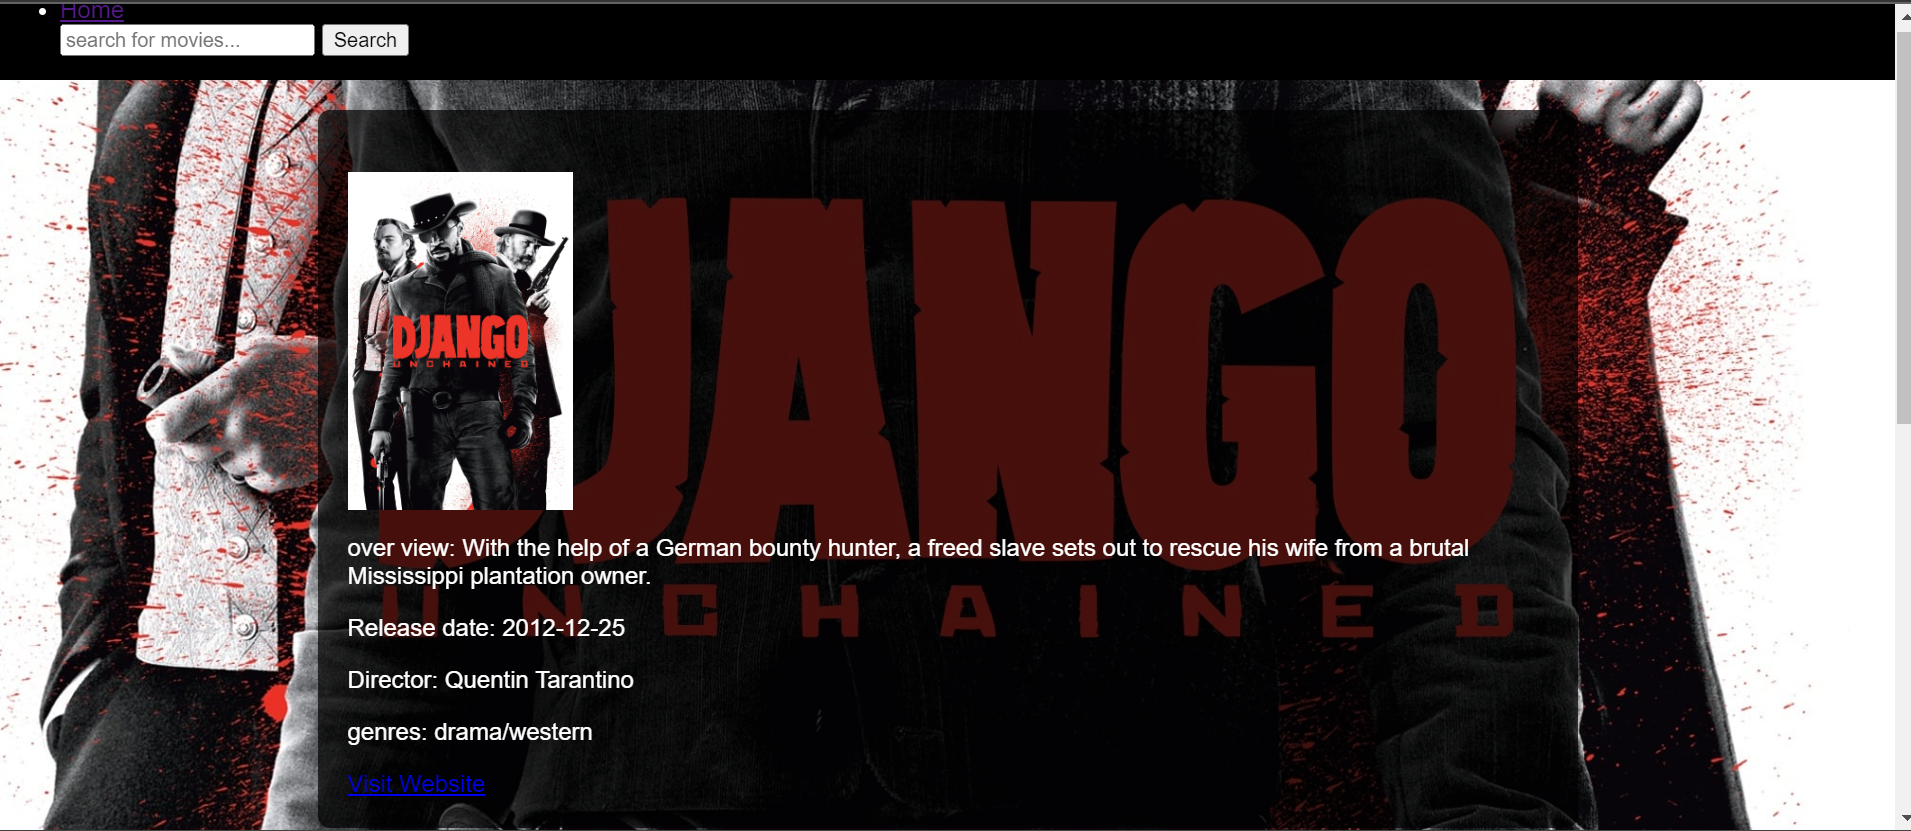 Home
search for movies... Search
DJANGO
UNCHAINED
DJANGO
UNCHAINED
over view: With the help of a German bounty hunter, a freed slave sets out to rescue his wife from a brutal
Mississippi plantation owner.
Release date: 2012-12-25
Director: Quentin Tarantino
genres: drama/western
Visit Website